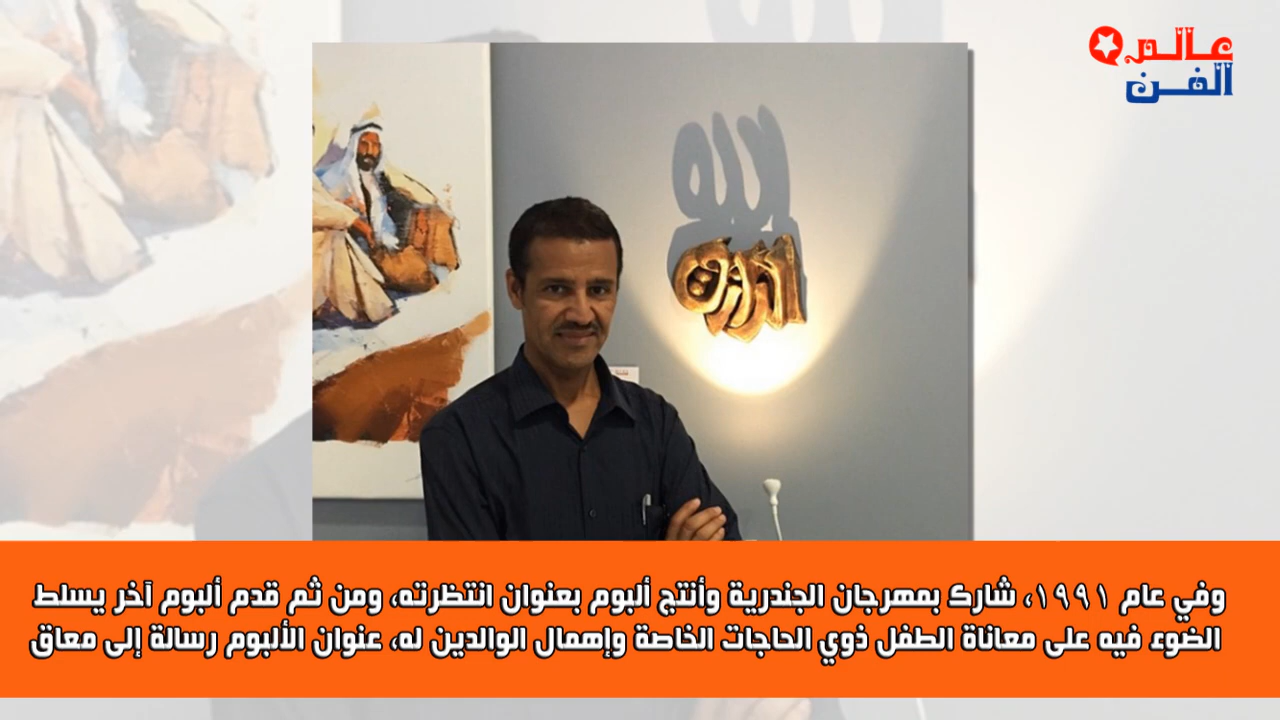 عالم
الفن
الله
وفي عام ١٩٩١، شارك بمهرجان الجندرية وأنتج ألبوم بعنوان انتظرته، ومن ثم قدم ألبوم آخر يسلط
الضوء فيه على معاناة الطفل ذوي الحاجات الخاصة وإهمال الوالدين له، عنوان الألبوم رسالة إلى معاق